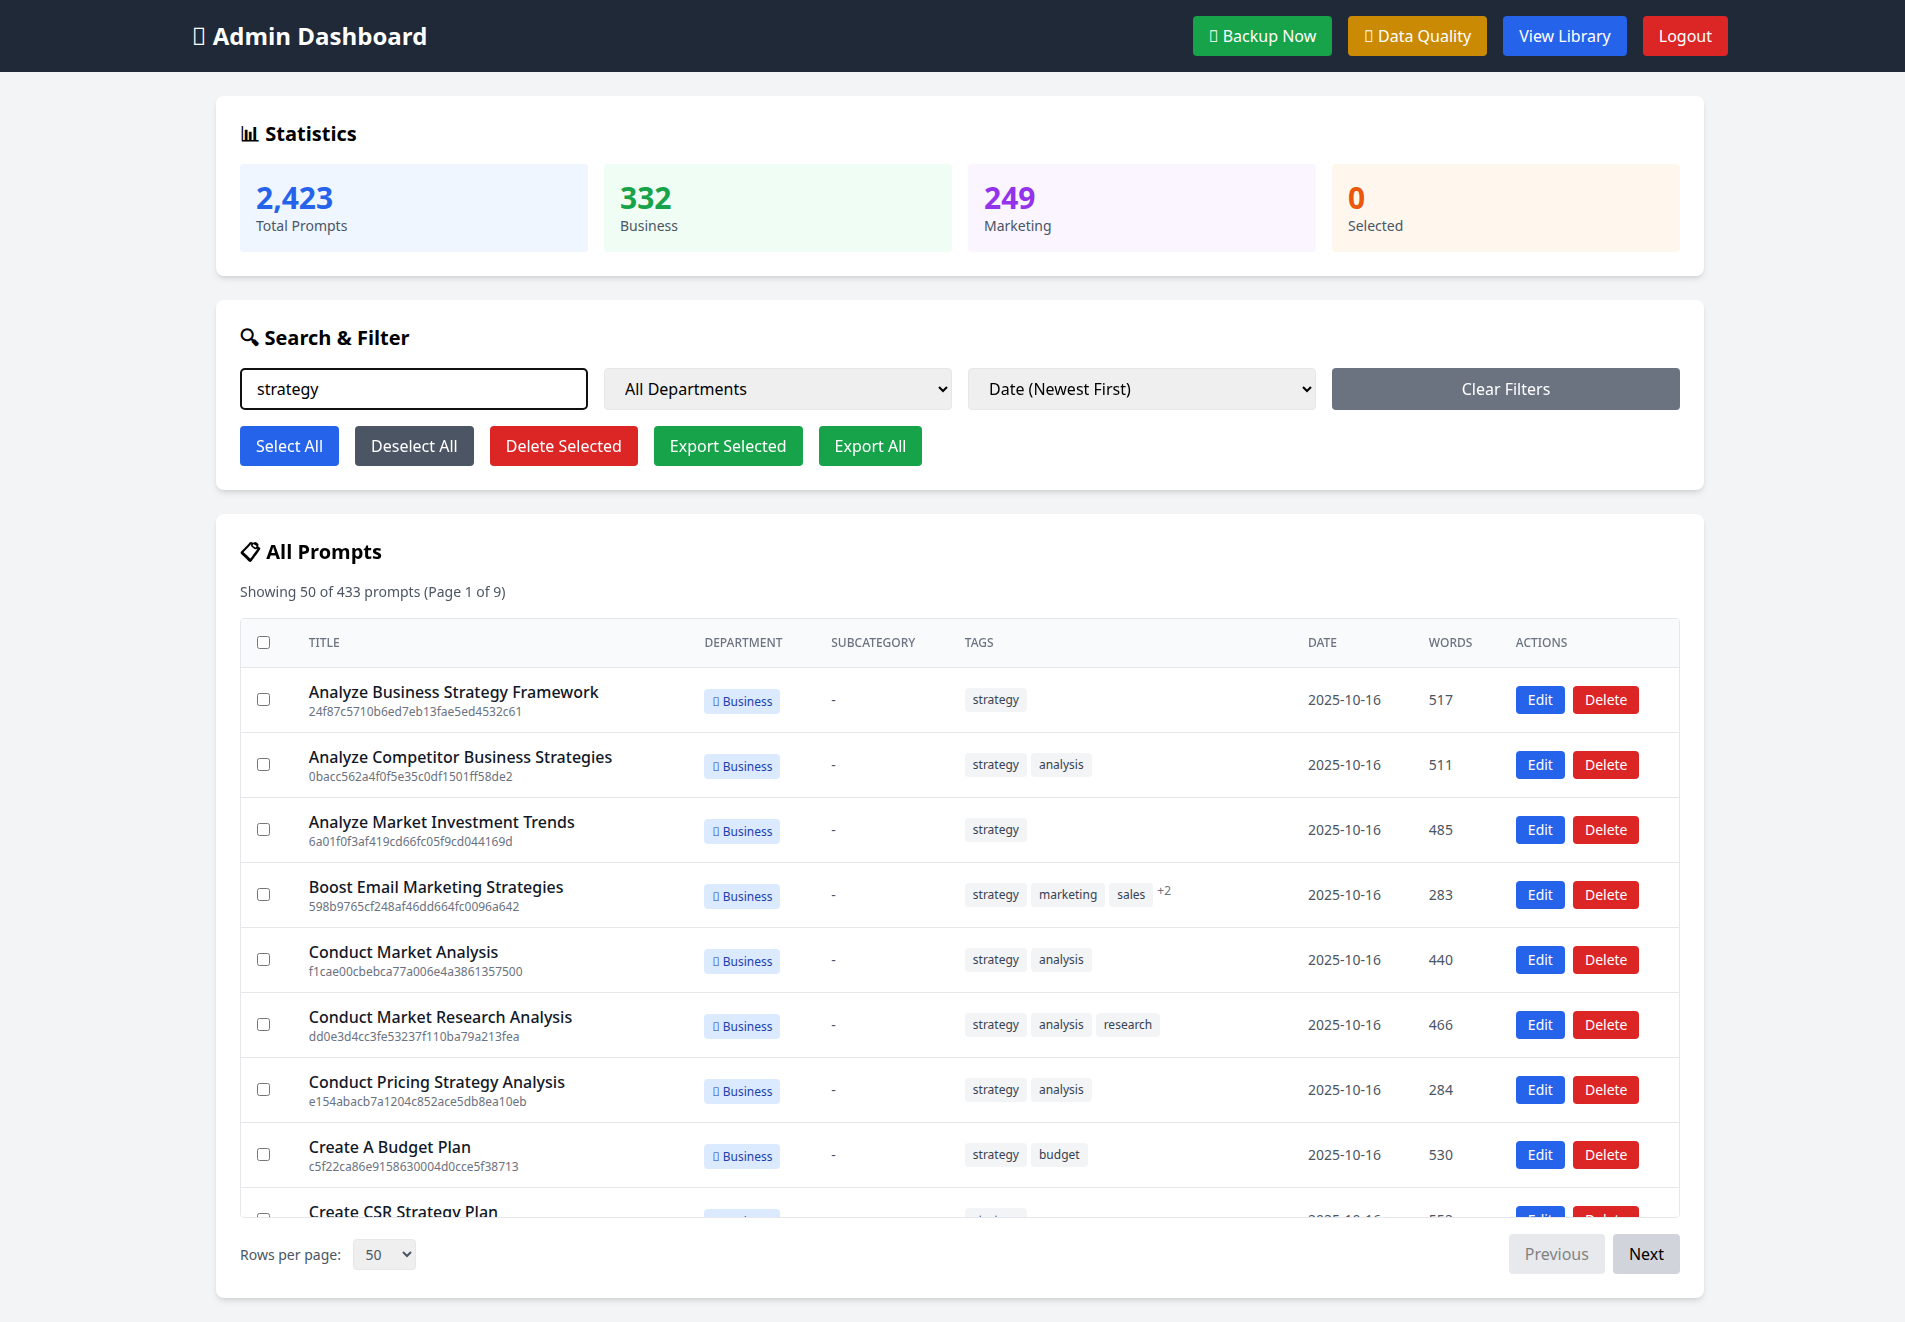 Admin Dashboard
Backup Now
Data Quality
View Library
Logout
Statistics
2,423
Total Prompts
332
Business
249
Marketing
0
Selected
Search & Filter
strategy
All Departments
Date (Newest First)
Clear Filters
Select All
Deselect All
Delete Selected
Export Selected
Export All
All Prompts
Showing 50 of 433 prompts (Page 1 of 9)
TITLE DEPARTMENT SUBCATEGORY TAGS DATE WORDS ACTIONS
Analyze Business Strategy Framework
24f87c5710b6ed7eb13fae5ed4532c61
Business - strategy 2025-10-16 517 Edit Delete
Analyze Competitor Business Strategies
0bacc562a4f0f5e35c0df1501ff58de2
Business - strategy analysis 2025-10-16 511 Edit Delete
Analyze Market Investment Trends
6a01f0f3af419cd66fc05f9cd044169d
Business - strategy 2025-10-16 485 Edit Delete
Boost Email Marketing Strategies
598b9765cf248af46dd664fc0096a642
Business - strategy marketing sales +2 2025-10-16 283 Edit Delete
Conduct Market Analysis
f1cae00cbebca77a006e4a3861357500
Business - strategy analysis 2025-10-16 440 Edit Delete
Conduct Market Research Analysis
dd0e3d4cc3fe53237f110ba79a213fea
Business - strategy analysis research 2025-10-16 466 Edit Delete
Conduct Pricing Strategy Analysis
e154abacb7a1204c852ace5db8ea10eb
Business - strategy analysis 2025-10-16 284 Edit Delete
Create A Budget Plan
c5f22ca86e9158630004d0cce5f38713
Business - strategy budget 2025-10-16 530 Edit Delete
Create CSR Strategy Plan
Rows per page: 50
Previous
Next